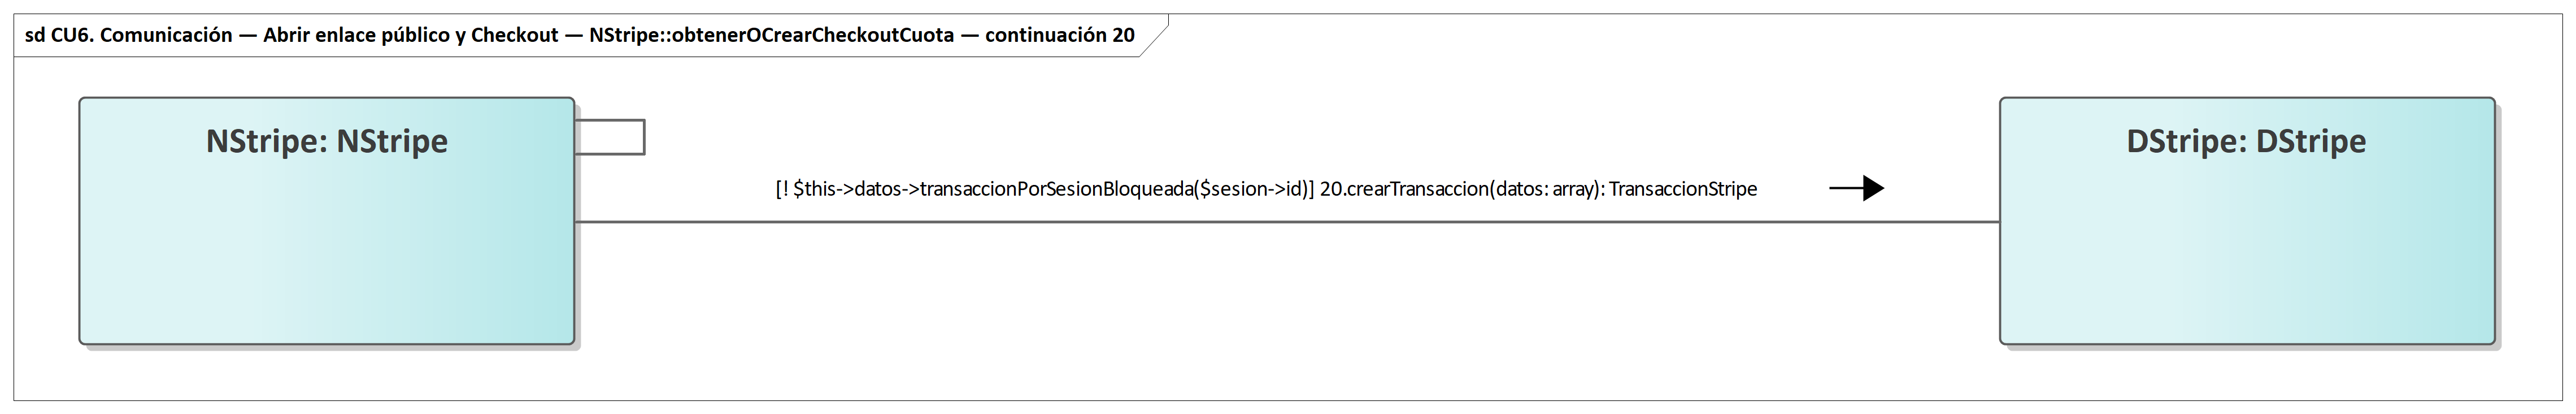 sd CU6. Comunicación — Abrir enlace público y Checkout — NStripe::obtenerOCrearCheckoutCuota — continuación 20
NStripe: NStripe
DStripe: DStripe
[! $this->datos->transaccionPorSesionBloqueada($sesion->id)] 20.crearTransaccion(datos: array): TransaccionStripe